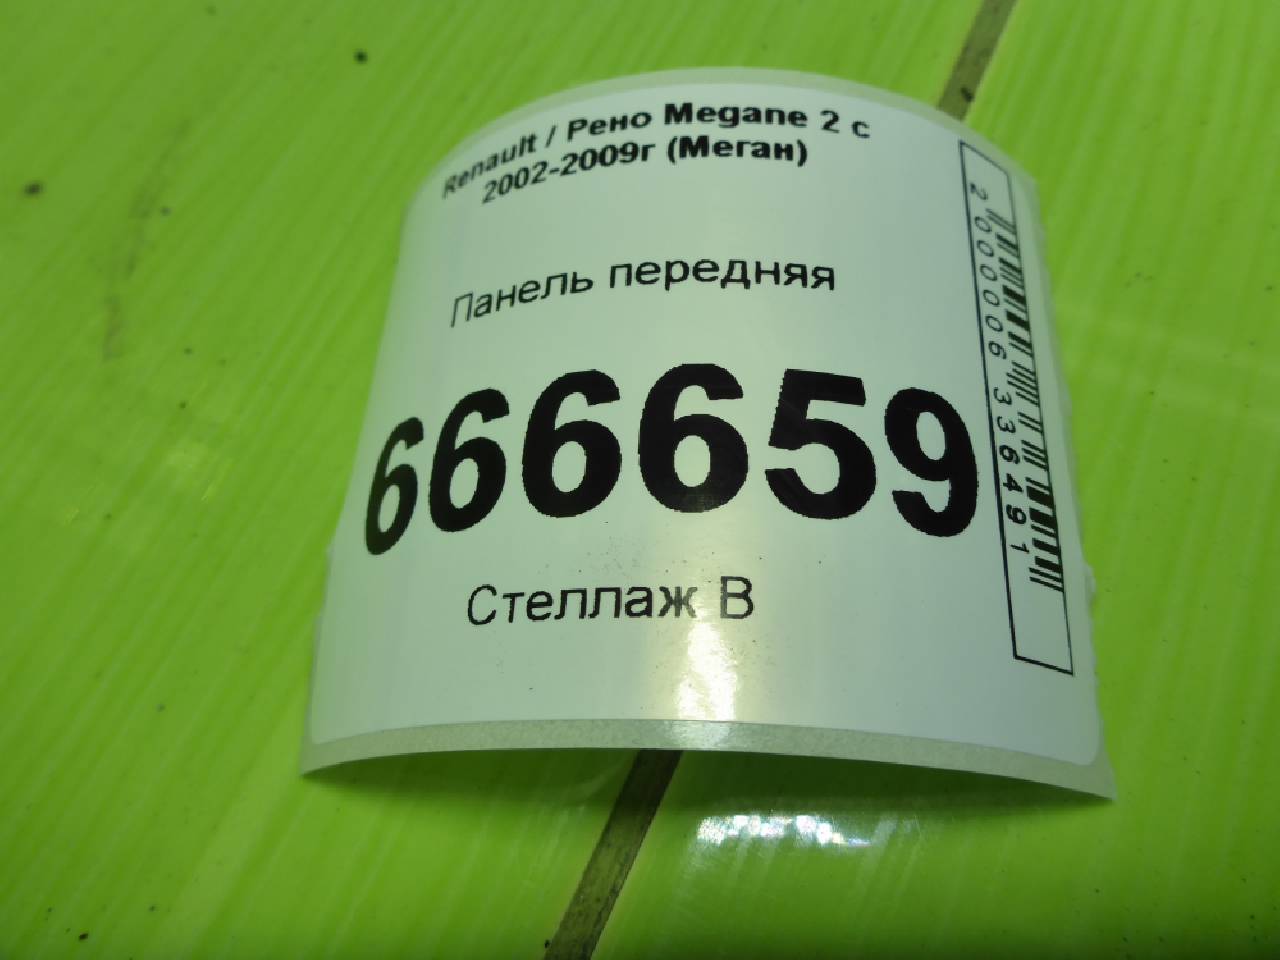 Renault / Рено Megane 2 с
2002-2009г (Меган)
Панель передняя
666659
Стеллаж В
2000006336491